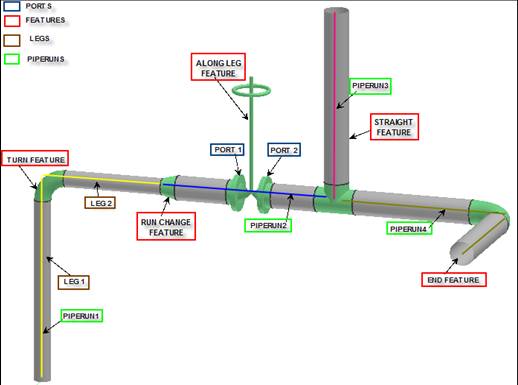 PORTS
FEATURES
LEGS
PIPERUNS
ALONG LEG
FEATURE
PIPERUN3
STRAIGHT
FEATURE
PORT 1
PORT 2
TURN FEATURE
LEG 2
RUN CHANGE
FEATURE
PIPERUN2
PIPERUN4
LEG 1
END FEATURE
PIPERUN1